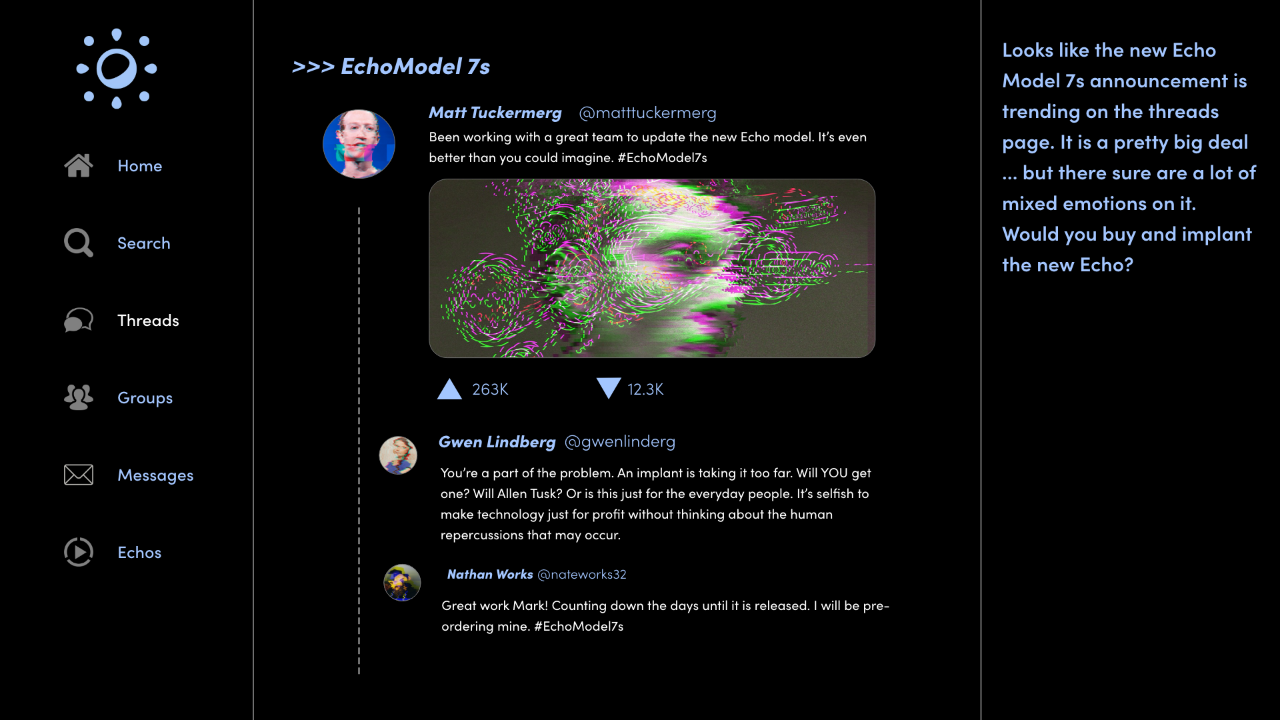 Home
Search
Threads
Groups
Messages
Echos
>>> EchoModel 7s
Matt Tuckermerg @matttuckermerg
Been working with a great team to update the new Echo model. It's even
better than you could imagine. #EchoModel7s
263K 12.3K
Gwen Lindberg @gwenlinderg
You're a part of the problem. An implant is taking it too far. Will YOU get
one? Will Allen Tusk? Or is this just for the everyday people. It's selfish to
make technology just for profit without thinking about the human
repercussions that may occur.
Nathan Works @nateworks32
Great work Mark! Counting down the days until it is released. I will be pre-
ordering mine. #EchoModel7s
Looks like the new Echo
Model 7s announcement is
trending on the threads
page. It is a pretty big deal
... but there sure are a lot of
mixed emotions on it.
Would you buy and implant
the new Echo?